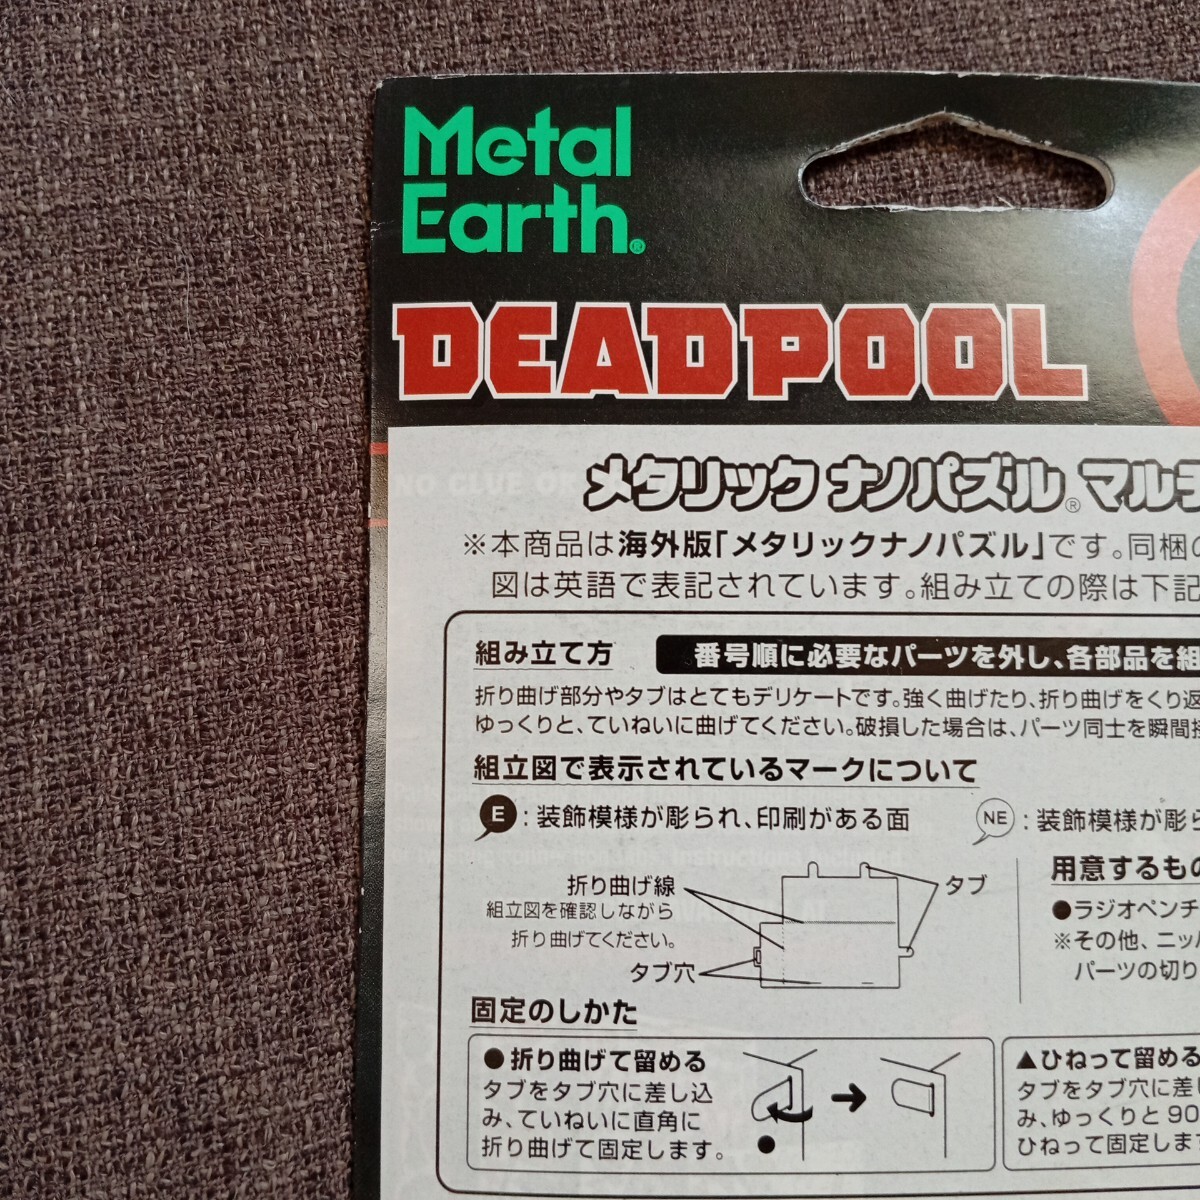 Metal
Earth®
DEADPOOL
NO GLUE OR
メタリック ナノパズル® マルチ
※本商品は海外版「メタリックナノパズル」です。同梱の
図は英語で表記されています。組み立ての際は下記
組み立て方
番号順に必要なパーツを外し、各部品を組
折り曲げ部分やタブはとてもデリケートです。強く曲げたり、折り曲げをくり返
ゆっくりと、ていねいに曲げてください。破損した場合は、パーツ同士を瞬間接
組立図で表示されているマークについて
E : 装飾模様が彫られ、印刷がある面
NE : 装飾模様が彫ら
折り曲げ線
組立図を確認しながら
折り曲げてください。
タブ穴
タブ
用意するもの
●ラジオペンチ
※その他、ニッパ
パーツの切り
固定のしかた
●折り曲げて留める
タブをタブ穴に差し込
み、ていねいに直角に
折り曲げて固定します。
▲ひねって留める
タブをタブ穴に差し
み、ゆっくりと90
ひねって固定します